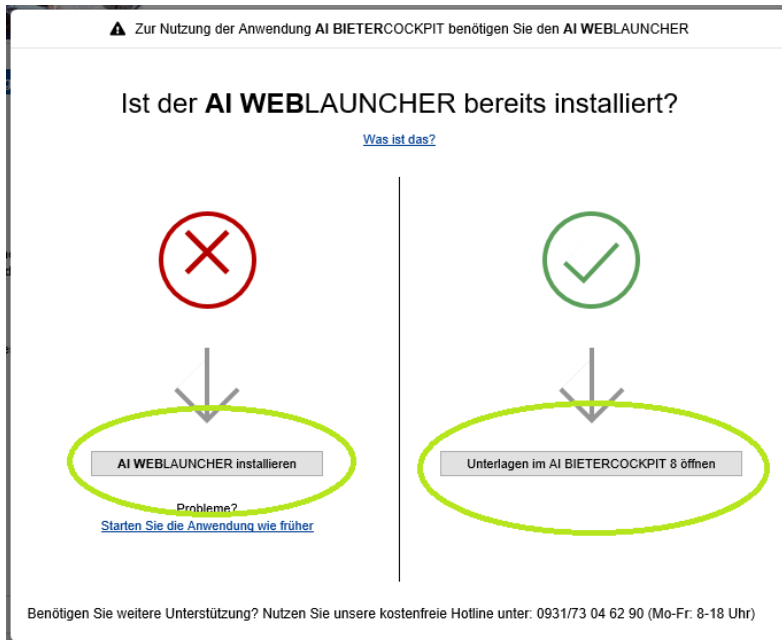 Zur Nutzung der Anwendung AI BIETERCOCKPIT benötigen Sie den AI WEBLAUNCHER
Ist der AI WEBLAUNCHER bereits installiert?
Was ist das?
AI WEBLAUNCHER installieren
Unterlagen im AI BIETERCOCKPIT 8 öffnen
Probleme?
Starten Sie die Anwendung wie früher
Benötigen Sie weitere Unterstützung? Nutzen Sie unsere kostenfreie Hotline unter: 0931/73 04 62 90 (Mo-Fr: 8-18 Uhr)